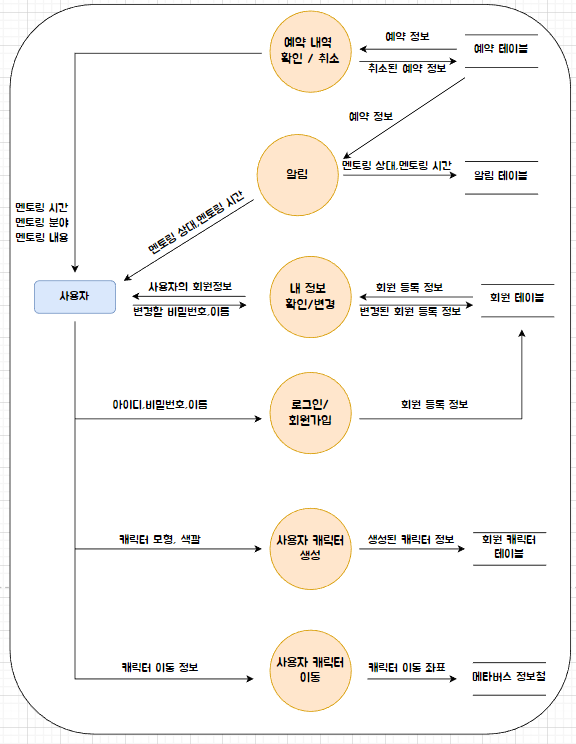 예약 내역
확인 / 취소
예약 정보
취소된 예약 정보
예약 테이블
예약 정보
알림
멘토링 상대,멘토링 시간
알림 테이블
멘토링 상대,멘토링 시간
멘토링 시간
멘토링 분야
멘토링 내용
사용자
사용자의 회원정보
변경할 비밀번호,이름
내 정보
확인/변경
회원 등록 정보
변경된 회원 등록 정보
회원 테이블
아이디,비밀번호,이름
로그인/
회원가입
회원 등록 정보
캐릭터 모형, 색깔
사용자 캐릭터
생성
생성된 캐릭터 정보
회원 캐릭터
테이블
캐릭터 이동 정보
사용자 캐릭터
이동
캐릭터 이동 좌표
메타버스 정보철